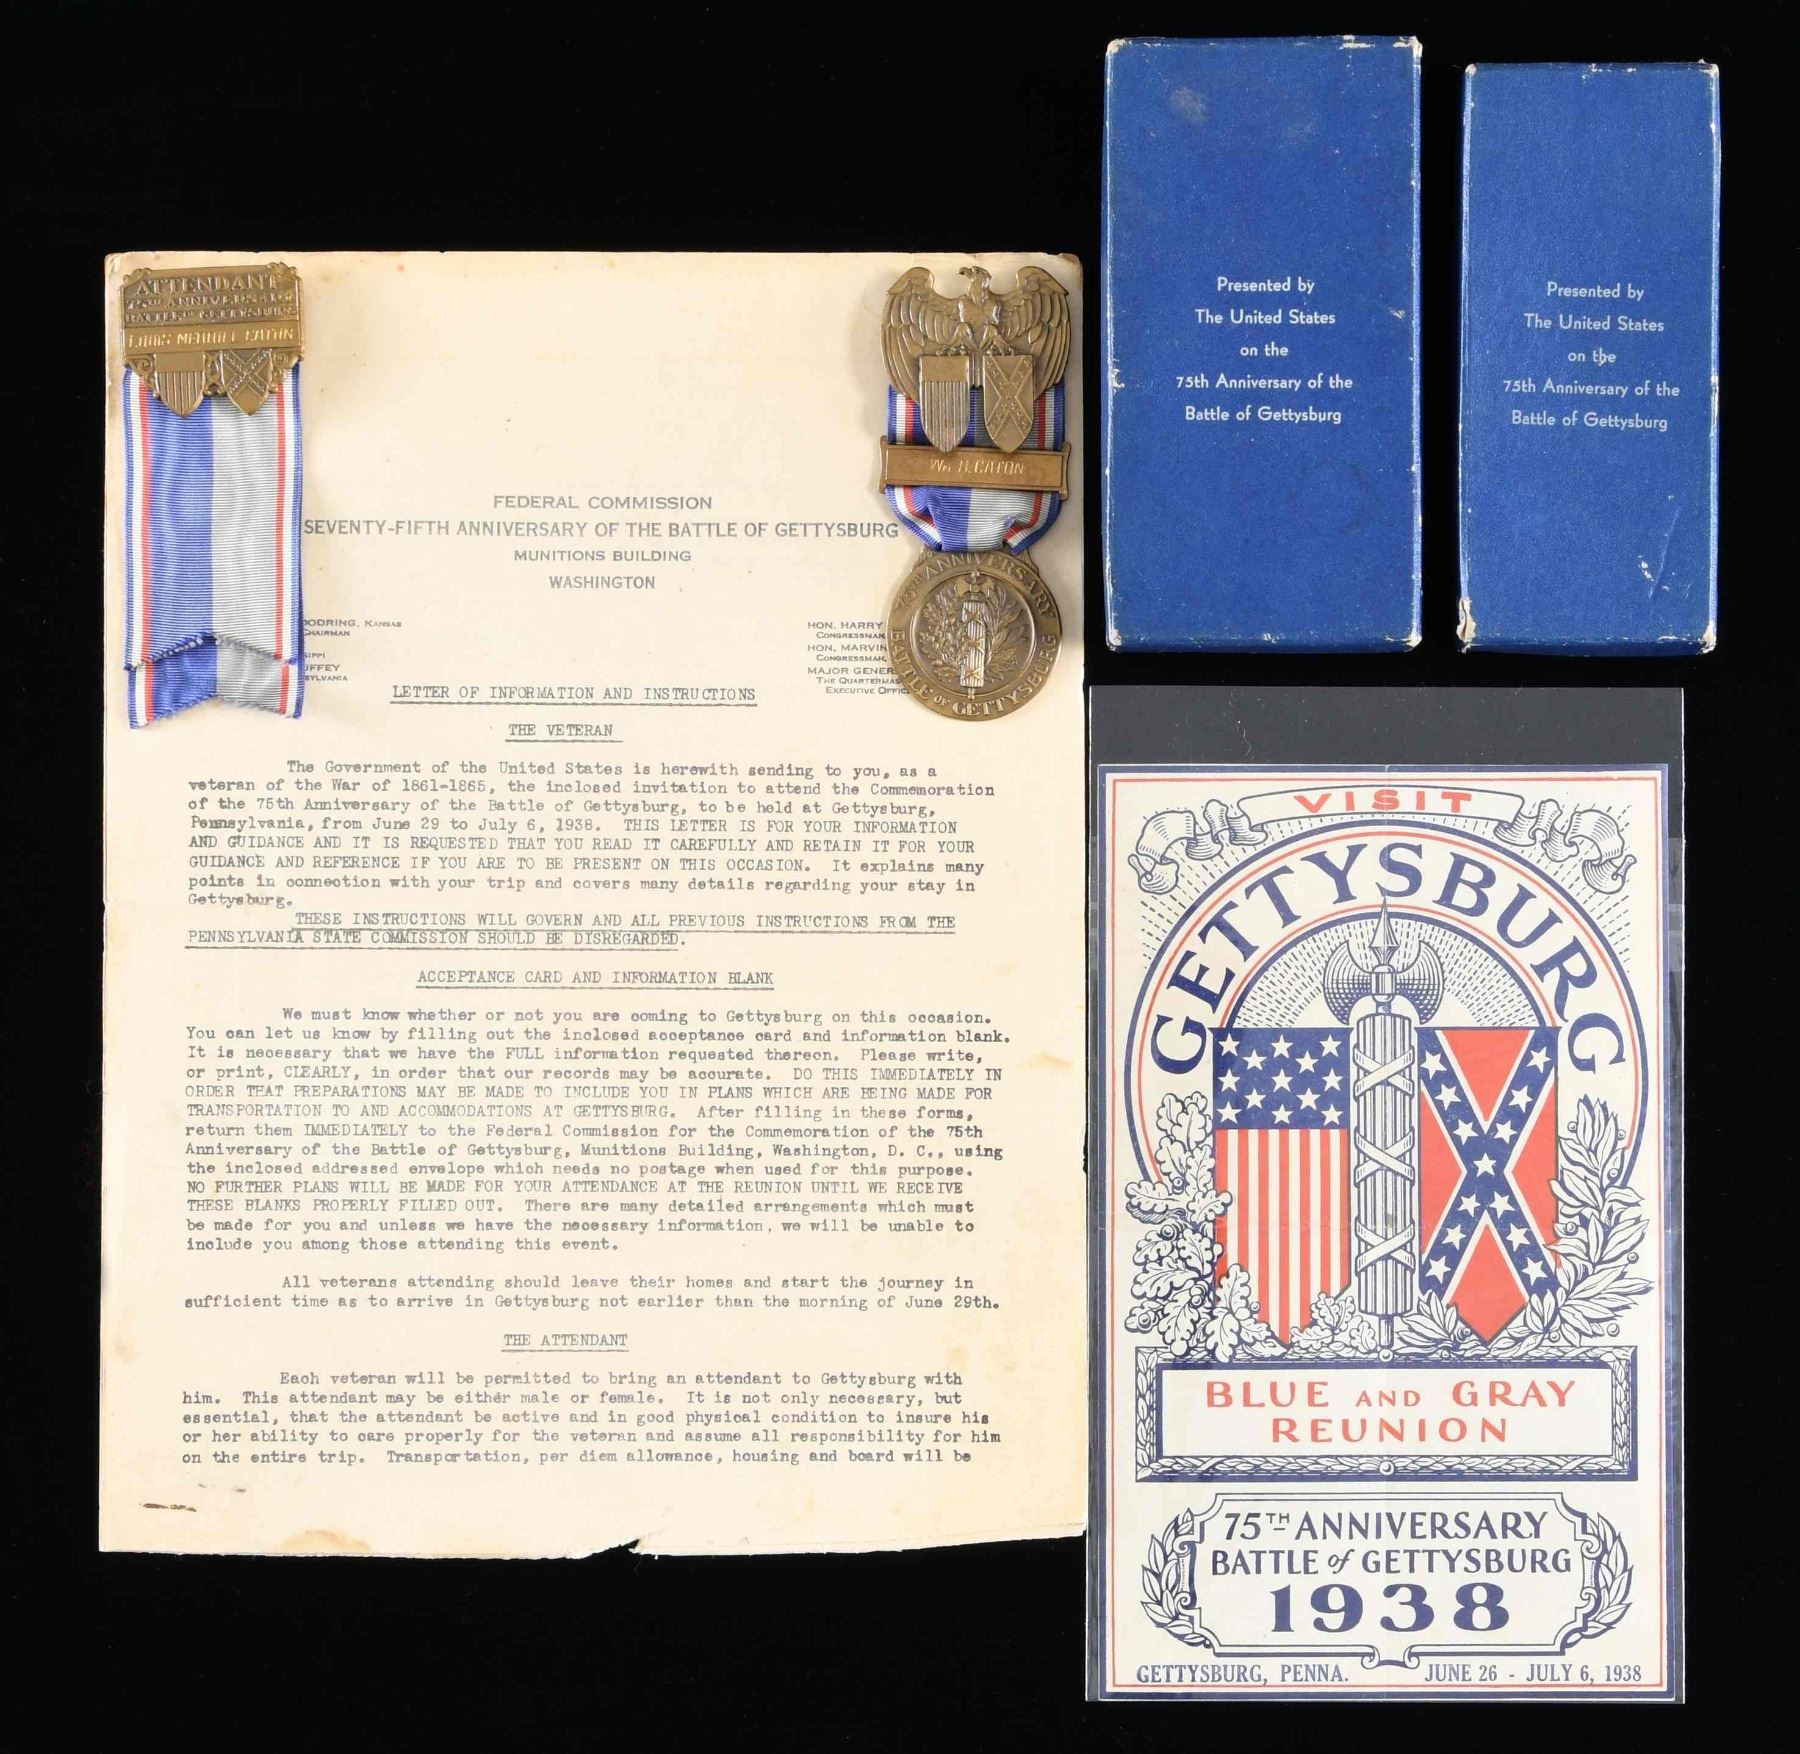 ATTENDANT
75TH ANNIVERSARY
BATTLE OF GETTYSBURG
LOUIS MERRILL EATON
Wm H. EATON
75TH ANNIVERSARY
BATTLE OF GETTYSBURG
FEDERAL COMMISSION
SEVENTY-FIFTH ANNIVERSARY OF THE BATTLE OF GETTYSBURG
MUNITIONS BUILDING
WASHINGTON
KANSAS
CHAIRMAN
HON. HARRY
CONGRESSMAN,
HON. MARVIN
CONGRESSMAN,
MAJOR
THE
EXECUTIVE
LETTER OF INFORMATION AND INSTRUCTIONS
THE VETERAN
The Government of the United States is herewith sending to you, as a
veteran of the War of 1861-1865, the inclosed invitation to attend the Commemoration
of the 75th Anniversary of the Battle of Gettysburg, to be held at Gettysburg,
Pennsylvania, from June 29 to July 6, 1938. THIS LETTER IS FOR YOUR INFORMATION
AND GUIDANCE AND IT IS REQUESTED THAT YOU READ IT CAREFULLY AND RETAIN IT FOR YOUR
GUIDANCE AND REFERENCE IF YOU ARE TO BE PRESENT ON THIS OCCASION. It explains many
points in connection with your trip and covers many details regarding your stay in
Gettysburg.
THESE INSTRUCTIONS WILL GOVERN AND ALL PREVIOUS INSTRUCTIONS FROM THE
PENNSYLVANIA STATE COMMISSION SHOULD BE DISREGARDED.
ACCEPTANCE CARD AND INFORMATION BLANK
We must know whether or not you are coming to Gettysburg on this occasion.
You can let us know by filling out the inclosed acceptance card and information blank.
It is necessary that we have the FULL information requested thereon. Please write,
or print, CLEARLY, in order that our records may be accurate. DO THIS IMMEDIATELY IN
ORDER THAT PREPARATIONS MAY BE MADE TO INCLUDE YOU IN PLANS WHICH ARE BEING MADE FOR
TRANSPORTATION TO AND ACCOMMODATIONS AT GETTYSBURG. After filling in these forms,
return them IMMEDIATELY to the Federal Commission for the Commemoration of the 75th
Anniversary of the Battle of Gettysburg, Munitions Building, Washington, D. C., using
the inclosed addressed envelope which needs no postage when used for this purpose.
NO FURTHER PLANS WILL BE MADE FOR YOUR ATTENDANCE AT THE REUNION UNTIL WE RECEIVE
THESE BLANKS PROPERLY FILLED OUT. There are many detailed arrangements which must
be made for you and unless we have the necessary information, we will be unable to
include you among those attending this event.
All veterans attending should leave their homes and start the journey in
sufficient time as to arrive in Gettysburg not earlier than the morning of June 29th.
THE ATTENDANT
Each veteran will be permitted to bring an attendant to Gettysburg with
him. This attendant may be either male or female. It is not only necessary, but
essential, that the attendant be active and in good physical condition to insure his
or her ability to care properly for the veteran and assume all responsibility for him
on the entire trip. Transportation, per diem allowance, housing and board will be
Presented by
The United States
on the
75th Anniversary of the
Battle of Gettysburg
Presented by
The United States
on the
75th Anniversary of the
Battle of Gettysburg
VISIT
GETTYSBURG
BLUE AND GRAY
REUNION
75TH ANNIVERSARY
BATTLE of GETTYSBURG
1938
GETTYSBURG, PENNA. JUNE 26 - JULY 6, 1938